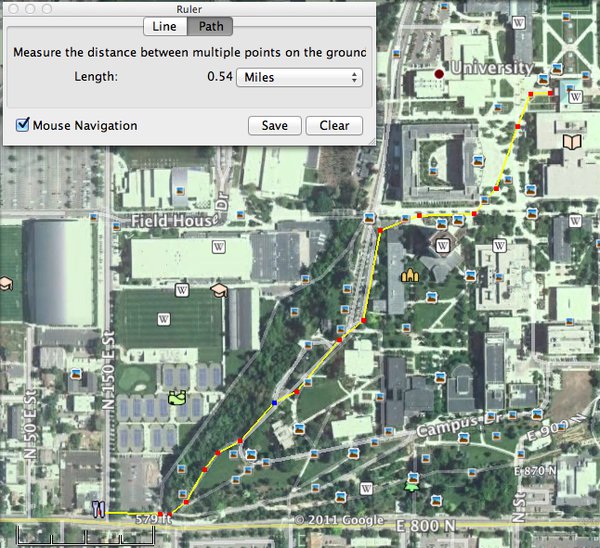 Ruler
Line Path
Measure the distance between multiple points on the ground
Length: 0.54 Miles
Mouse Navigation Save Clear
University
W
Field House Dr
W
W
W
W
W
N 150 E St
N 50 E St
Campus Dr
E 900 N
E 870 N
W
N St
579 ft
© 2011 Google
E 800 N